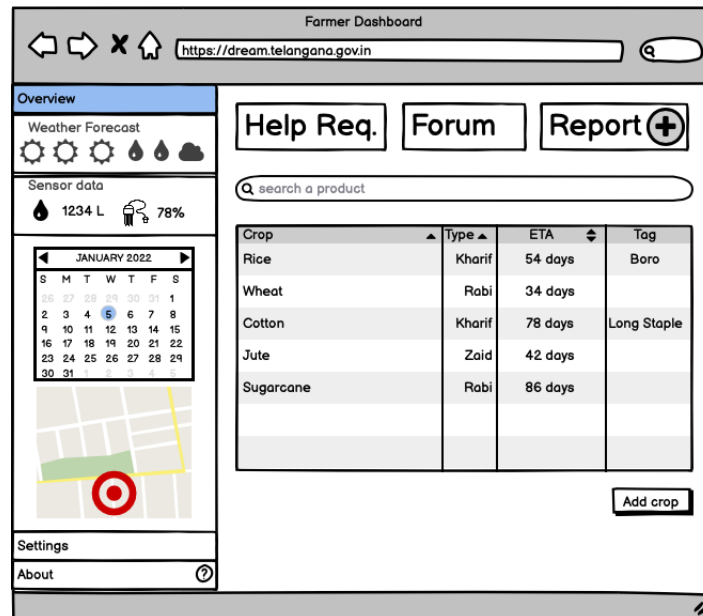 Farmer Dashboard
https://dream.telangana.gov.in
Overview
Weather Forecast
Sensor data
1234 L 78%
JANUARY 2022
S M T W T F S
26 27 28 29 30 31 1
2 3 4 5 6 7 8
9 10 11 12 13 14 15
16 17 18 19 20 21 22
23 24 25 26 27 28 29
30 31 1 2 3 4 5
Settings
About ?
Help Req. Forum Report
search a product
Crop Type ETA Tag
Rice Kharif 54 days Boro
Wheat Rabi 34 days
Cotton Kharif 78 days Long Staple
Jute Zaid 42 days
Sugarcane Rabi 86 days
Add crop